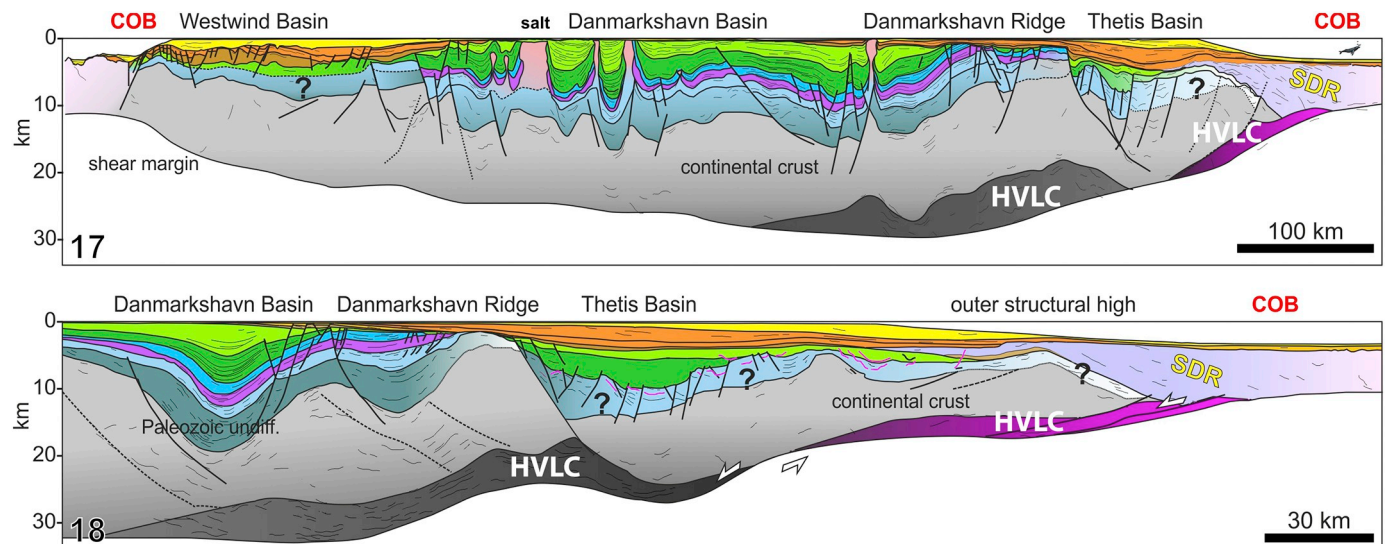 COB Westwind Basin salt Danmarkshavn Basin Danmarkshavn Ridge Thetis Basin COB
0
10
20
30
km
?
?
SDR
HVLC
shear margin
continental crust
HVLC
17
100 km
Danmarkshavn Basin Danmarkshavn Ridge Thetis Basin outer structural high COB
0
10
20
30
km
?
?
?
SDR
continental crust
HVLC
Paleozoic undiff.
HVLC
18
30 km